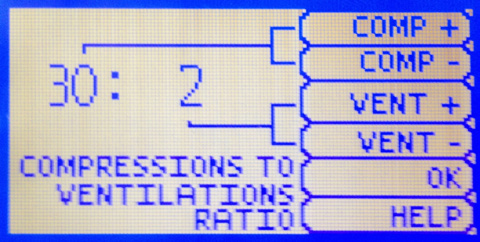 COMP +
COMP -
30: 2
VENT +
VENT -
COMPRESSIONS TO
VENTILATIONS
RATIO
OK
HELP